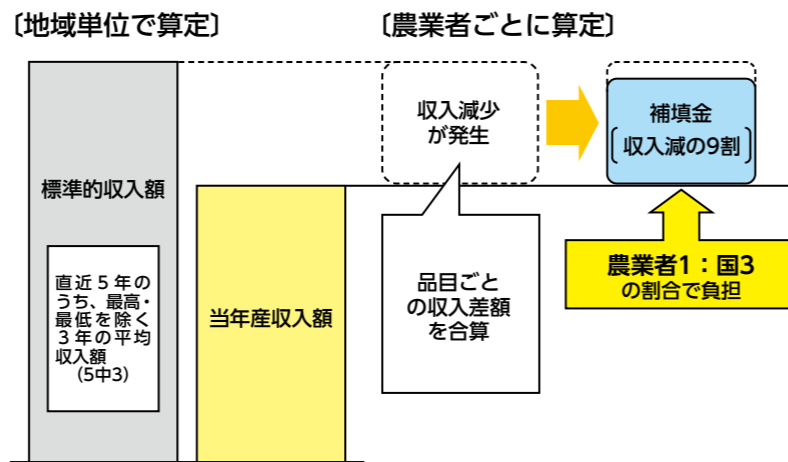 〔地域単位で算定〕
〔農業者ごとに算定〕
標準的収入額
直近5年の
うち、最高・
最低を除く
3年の平均
収入額
(5中3)
当年産収入額
収入減少
が発生
品目ごと
の収入差額
を合算
補填金
〔収入減の9割〕
農業者1：国3
の割合で負担